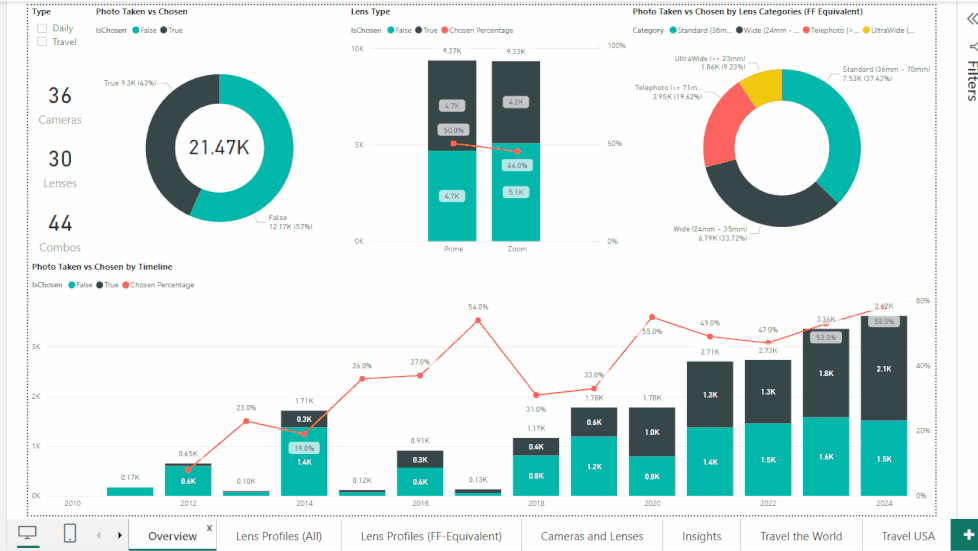 Type
Daily
Travel
36
Cameras
30
Lenses
44
Combos
Photo Taken vs Chosen
IsChosen False True
True 9.3K (43%)
21.47K
False
12.17K (57%)
Lens Type
IsChosen False True Chosen Percentage
10K
5K
0K
9.37K
9.33K
4.7K
4.2K
50.0%
46.0%
4.7K
5.1K
Prime
Zoom
100%
50%
0%
Photo Taken vs Chosen by Lens Categories (FF Equivalent)
Category Standard (36m... Wide (24mm - ... Telephoto (>... UltraWide (...
UltraWide (<= 23mm)
1.86K (9.23%)
Standard (36mm - 70mm)
7.53K (37.43%)
Telephoto (>= 71m...
3.95K (19.62%)
Wide (24mm - 35mm)
6.79K (33.72%)
Filters
Photo Taken vs Chosen by Timeline
IsChosen False True Chosen Percentage
3K
2K
1K
0K
60%
40%
20%
0%
0.17K
0.65K
0.6K
23.0%
0.10K
1.71K
0.3K
19.0%
1.4K
36.0%
0.12K
37.0%
0.91K
0.3K
0.6K
54.0%
0.13K
31.0%
1.17K
0.4K
0.8K
33.0%
1.78K
0.6K
1.2K
55.0%
1.78K
1.0K
0.8K
49.0%
2.71K
1.3K
1.4K
47.0%
2.73K
1.3K
1.5K
3.36K
53.0%
1.8K
1.6K
3.62K
58.0%
2.1K
1.5K
2010
2012
2014
2016
2018
2020
2022
2024
Overview
x
Lens Profiles (All)
Lens Profiles (FF-Equivalent)
Cameras and Lenses
Insights
Travel the World
Travel USA